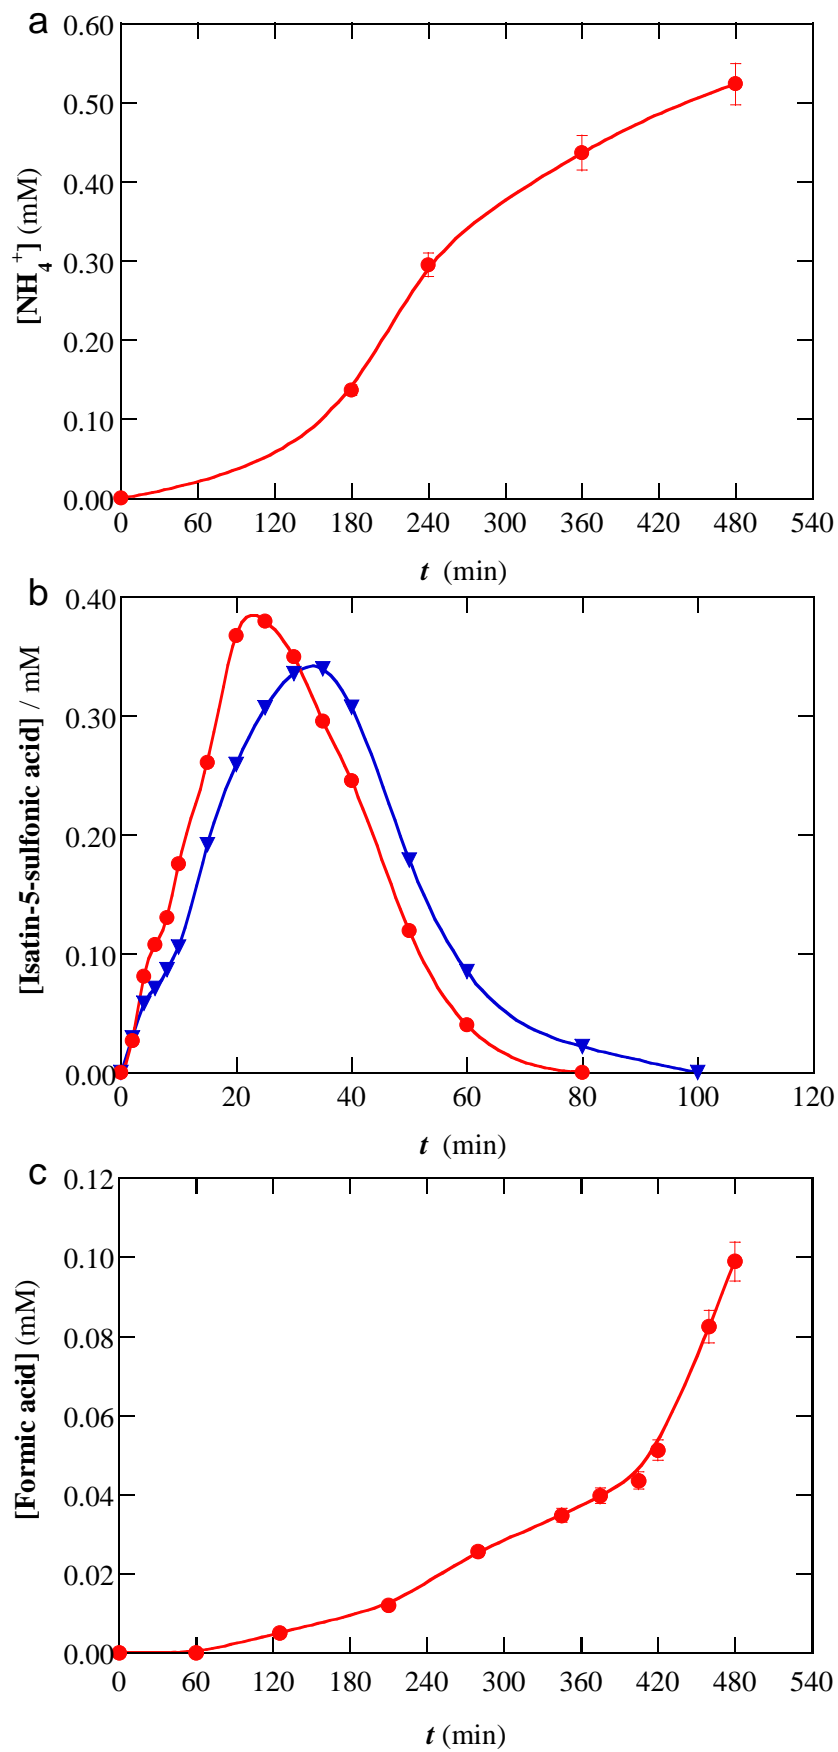 a
0.60
0.50
0.40
0.30
0.20
0.10
0.00
[NH4+] (mM)
0 60 120 180 240 300 360 420 480 540
t (min)
b
0.40
0.30
0.20
0.10
0.00
[Isatin-5-sulfonic acid] / mM
0 20 40 60 80 100 120
t (min)
c
0.12
0.10
0.08
0.06
0.04
0.02
0.00
[Formic acid] (mM)
0 60 120 180 240 300 360 420 480 540
t (min)